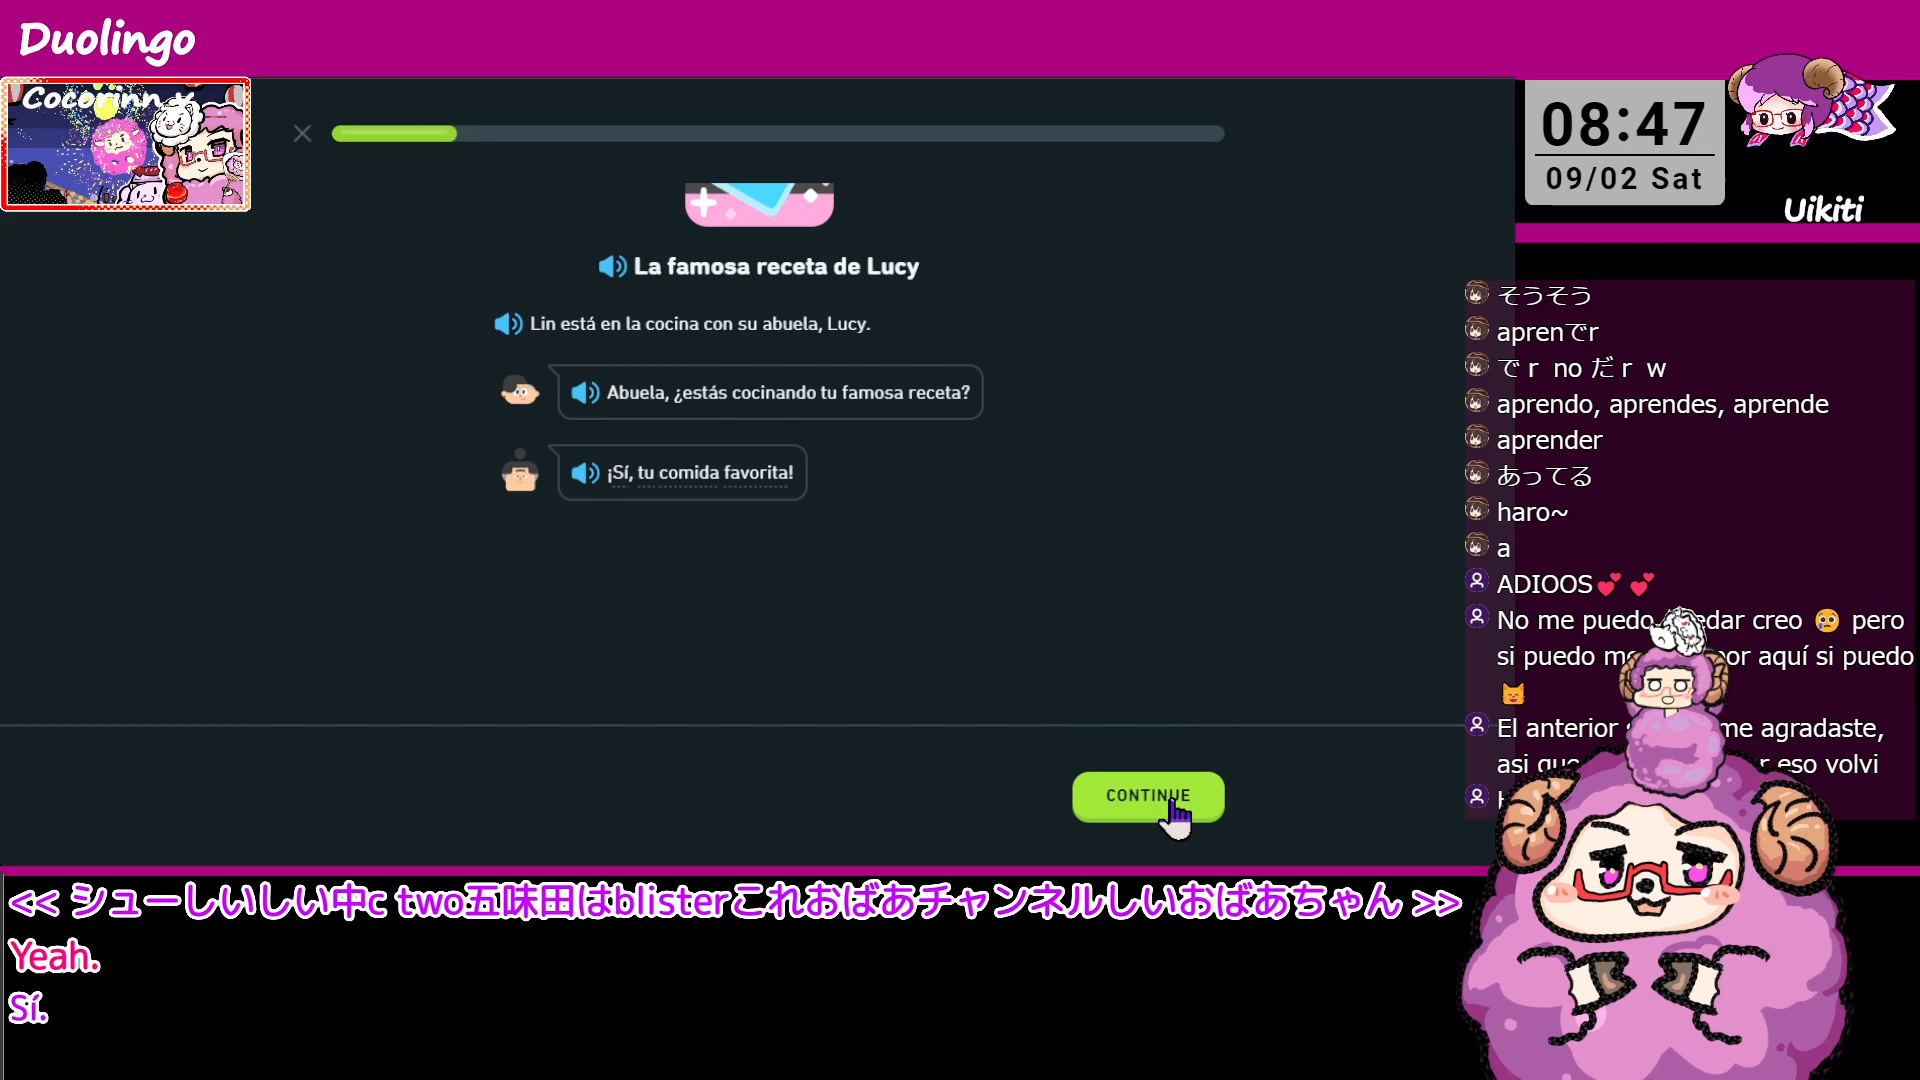 Duolingo
Cocorinn
08:47
09/02 Sat
Uikiti
La famosa receta de Lucy
Lin está en la cocina con su abuela, Lucy.
Abuela, ¿estás cocinando tu famosa receta?
¡Sí, tu comida favorita!
CONTINUE
そうそう
aprenでr
でr no だr w
aprendo, aprendes, aprende
aprender
あってる
haro~
a
ADIOOS💕 💕
No me puedo dar creo 😢 pero
si puedo por aquí si puedo
😸
El anterior me agradaste,
asi eso volvi
<< シューしいしい中c two五味田はblisterこれおばあチャンネルしいおばあちゃん >>
Yeah.
Sí.